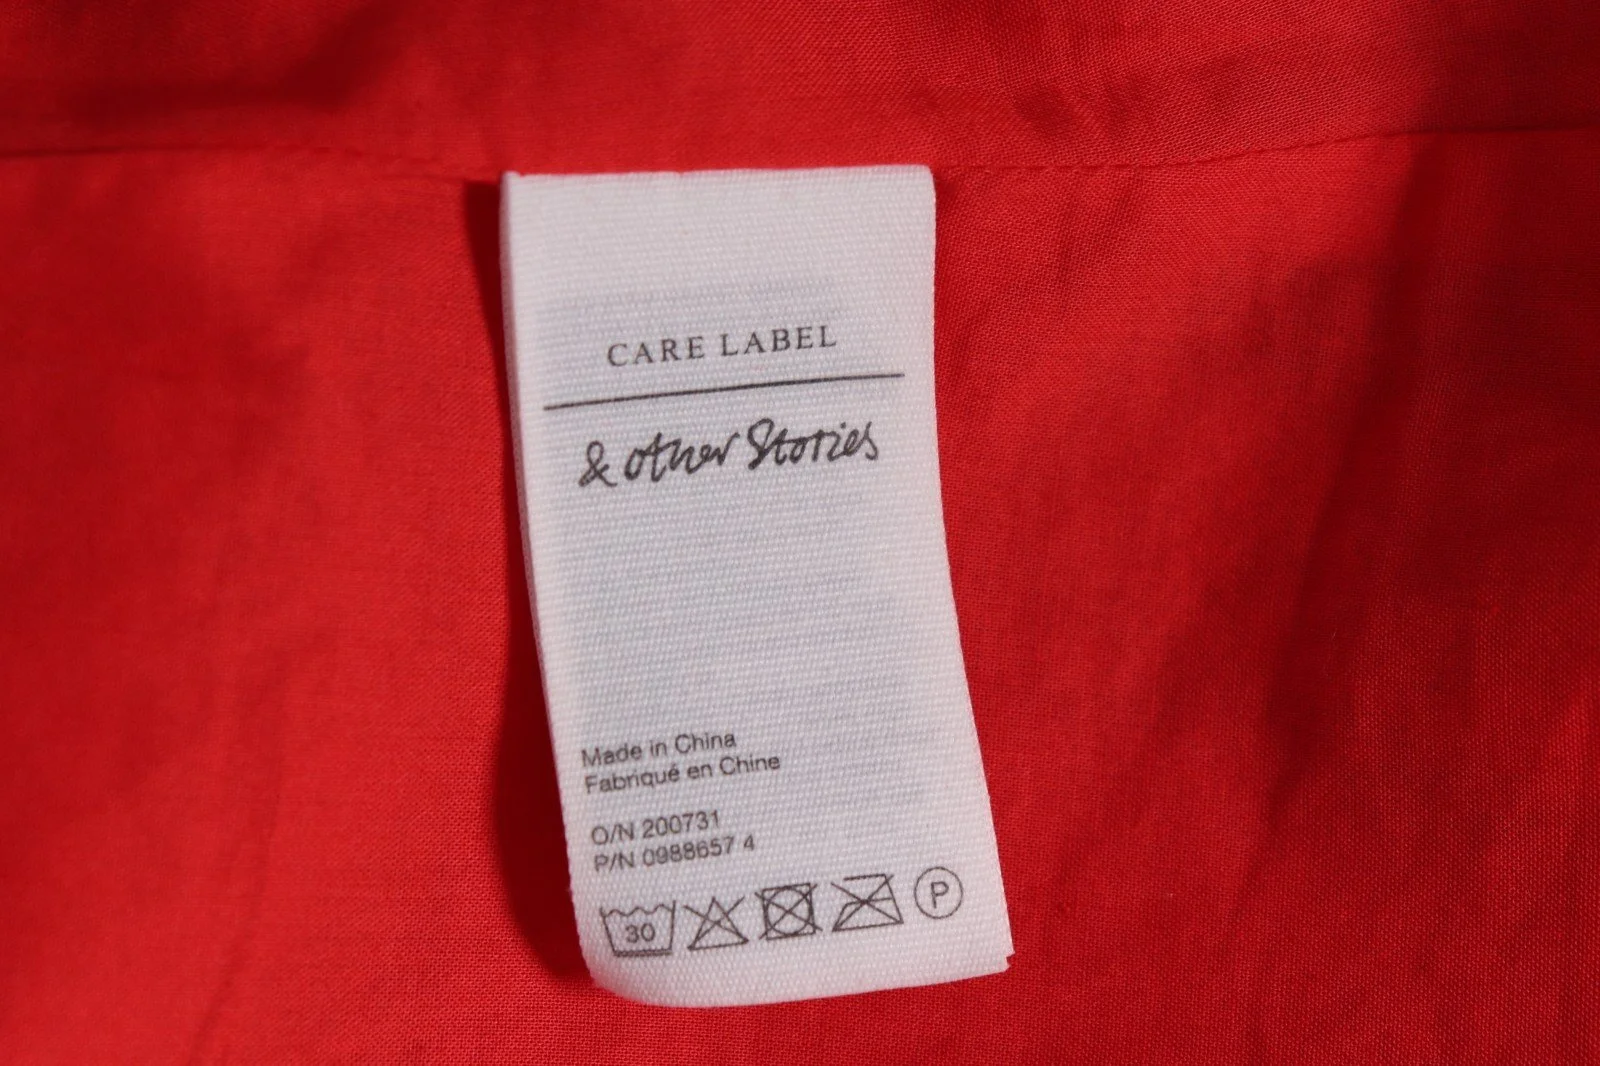 CARE LABEL
& other Stories
Made in China
Fabriqué en Chine
O/N 200731
P/N 0988657 4
30
P